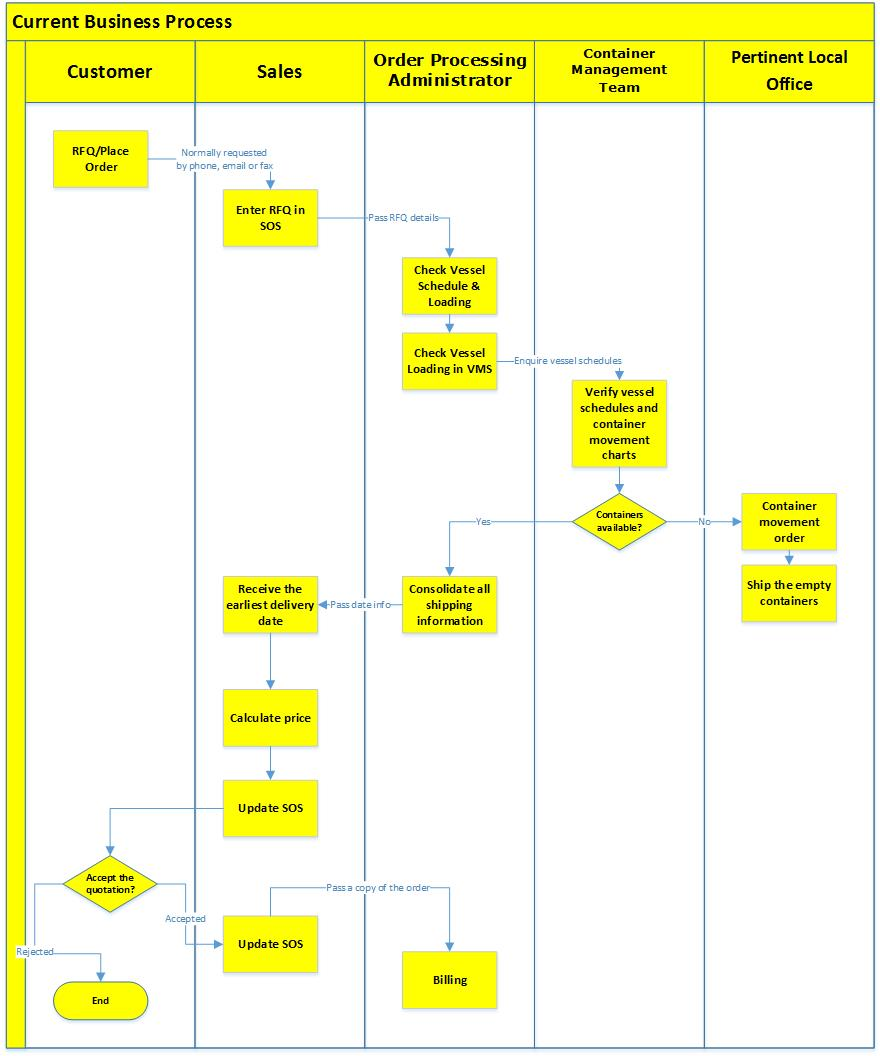 Current Business Process
Customer
Sales
Order Processing
Administrator
Container
Management
Team
Pertinent Local
Office
RFQ/Place
Order
Normally requested
by phone, email or fax
Enter RFQ in
SOS
Pass RFQ details
Check Vessel
Schedule &
Loading
Check Vessel
Loading in VMS
Enquire vessel schedules
Verify vessel
schedules and
container
movement
charts
Containers
available?
Yes
No
Container
movement
order
Ship the empty
containers
Consolidate all
shipping
information
Pass date info
Receive the
earliest delivery
date
Calculate price
Update SOS
Accept the
quotation?
Accepted
Rejected
Update SOS
Pass a copy of the order
Billing
End